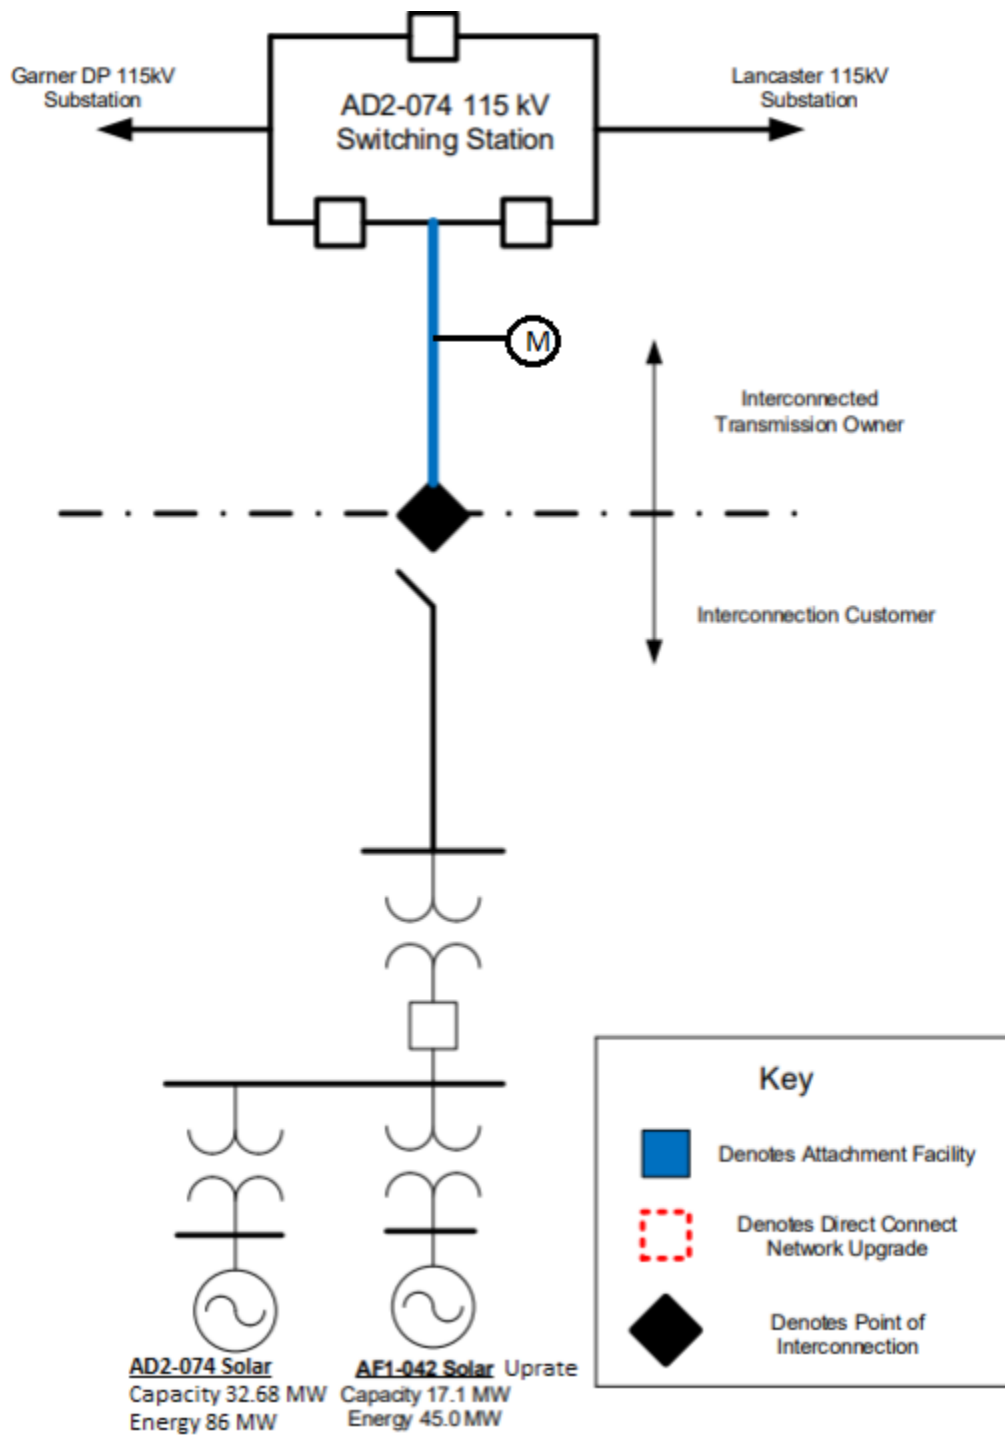 Garner DP 115kV
Substation
AD2-074 115 kV
Switching Station
Lancaster 115kV
Substation
M
Interconnected
Transmission Owner
Interconnection Customer
Key
Denotes Attachment Facility
Denotes Direct Connect
Network Upgrade
Denotes Point of
Interconnection
AD2-074 Solar
Capacity 32.68 MW
Energy 86 MW
AF1-042 Solar Uprate
Capacity 17.1 MW
Energy 45.0 MW